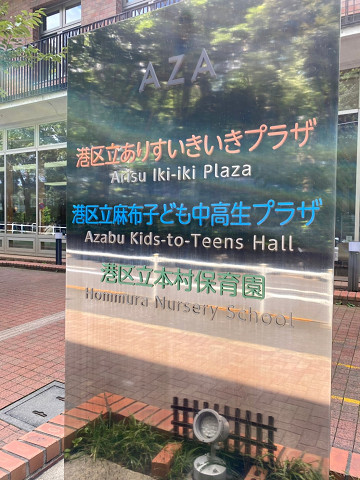 AZA
港区立ありすいきいきプラザ
Arisu Iki-iki Plaza
港区立麻布子ども中高生プラザ
Azabu Kids-to-Teens Hall
港区立本村保育園
Hommura Nursery School